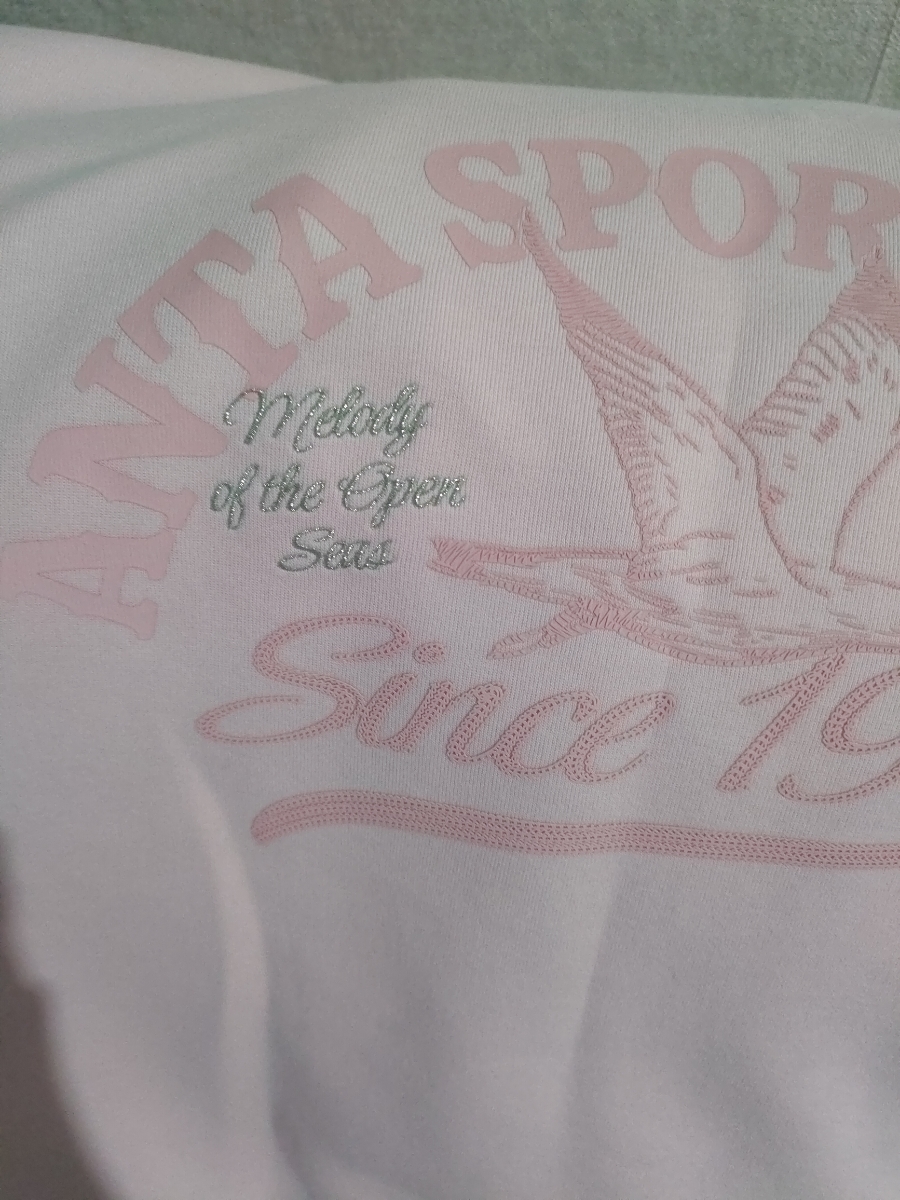 ANTA SPOR
Melody
of the Open
Seas
Since 19